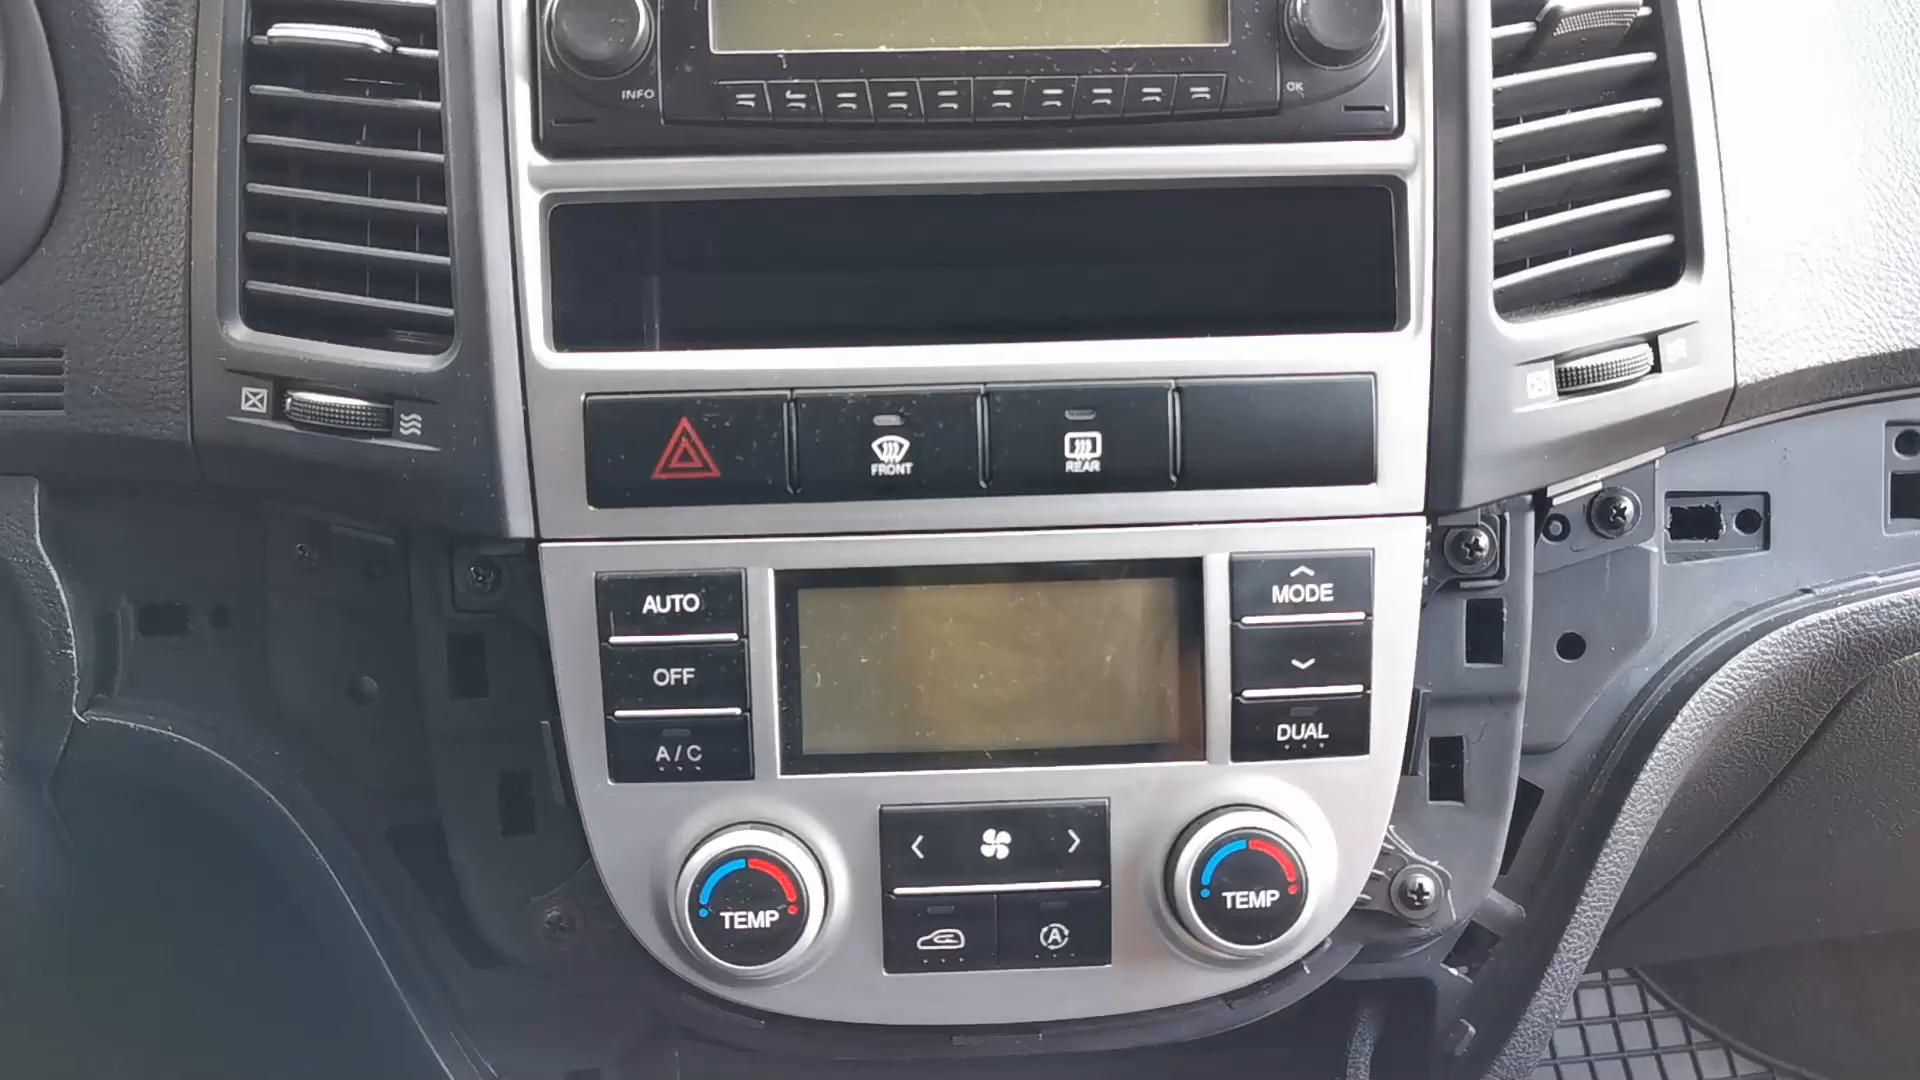 INFO
OK
FRONT
REAR
AUTO
MODE
OFF
A/C
DUAL
TEMP
TEMP
A